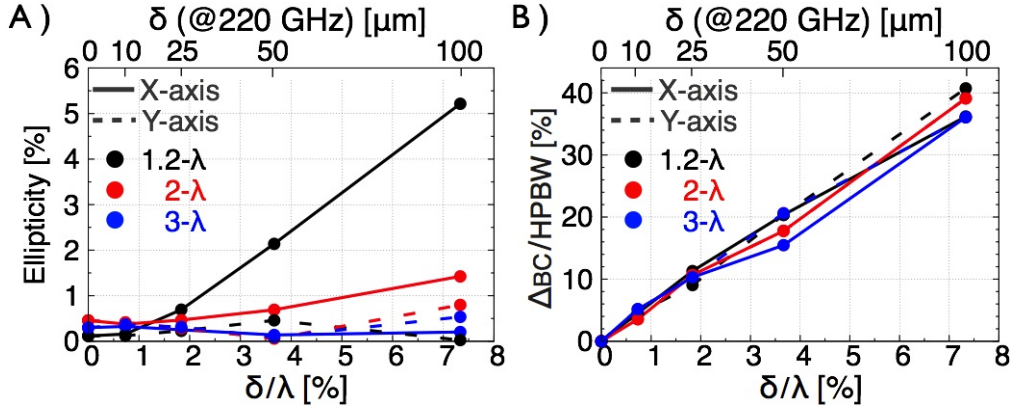 A )
δ (@220 GHz) [μm]
0 10 25 50 100
6
5
4
3
2
1
0
Ellipticity [%]
X-axis
Y-axis
1.2-λ
2-λ
3-λ
0 1 2 3 4 5 6 7 8
δ/λ [%]
B )
δ (@220 GHz) [μm]
0 10 25 50 100
40
30
20
10
0
ΔBC/HPBW [%]
X-axis
Y-axis
1.2-λ
2-λ
3-λ
0 1 2 3 4 5 6 7 8
δ/λ [%]